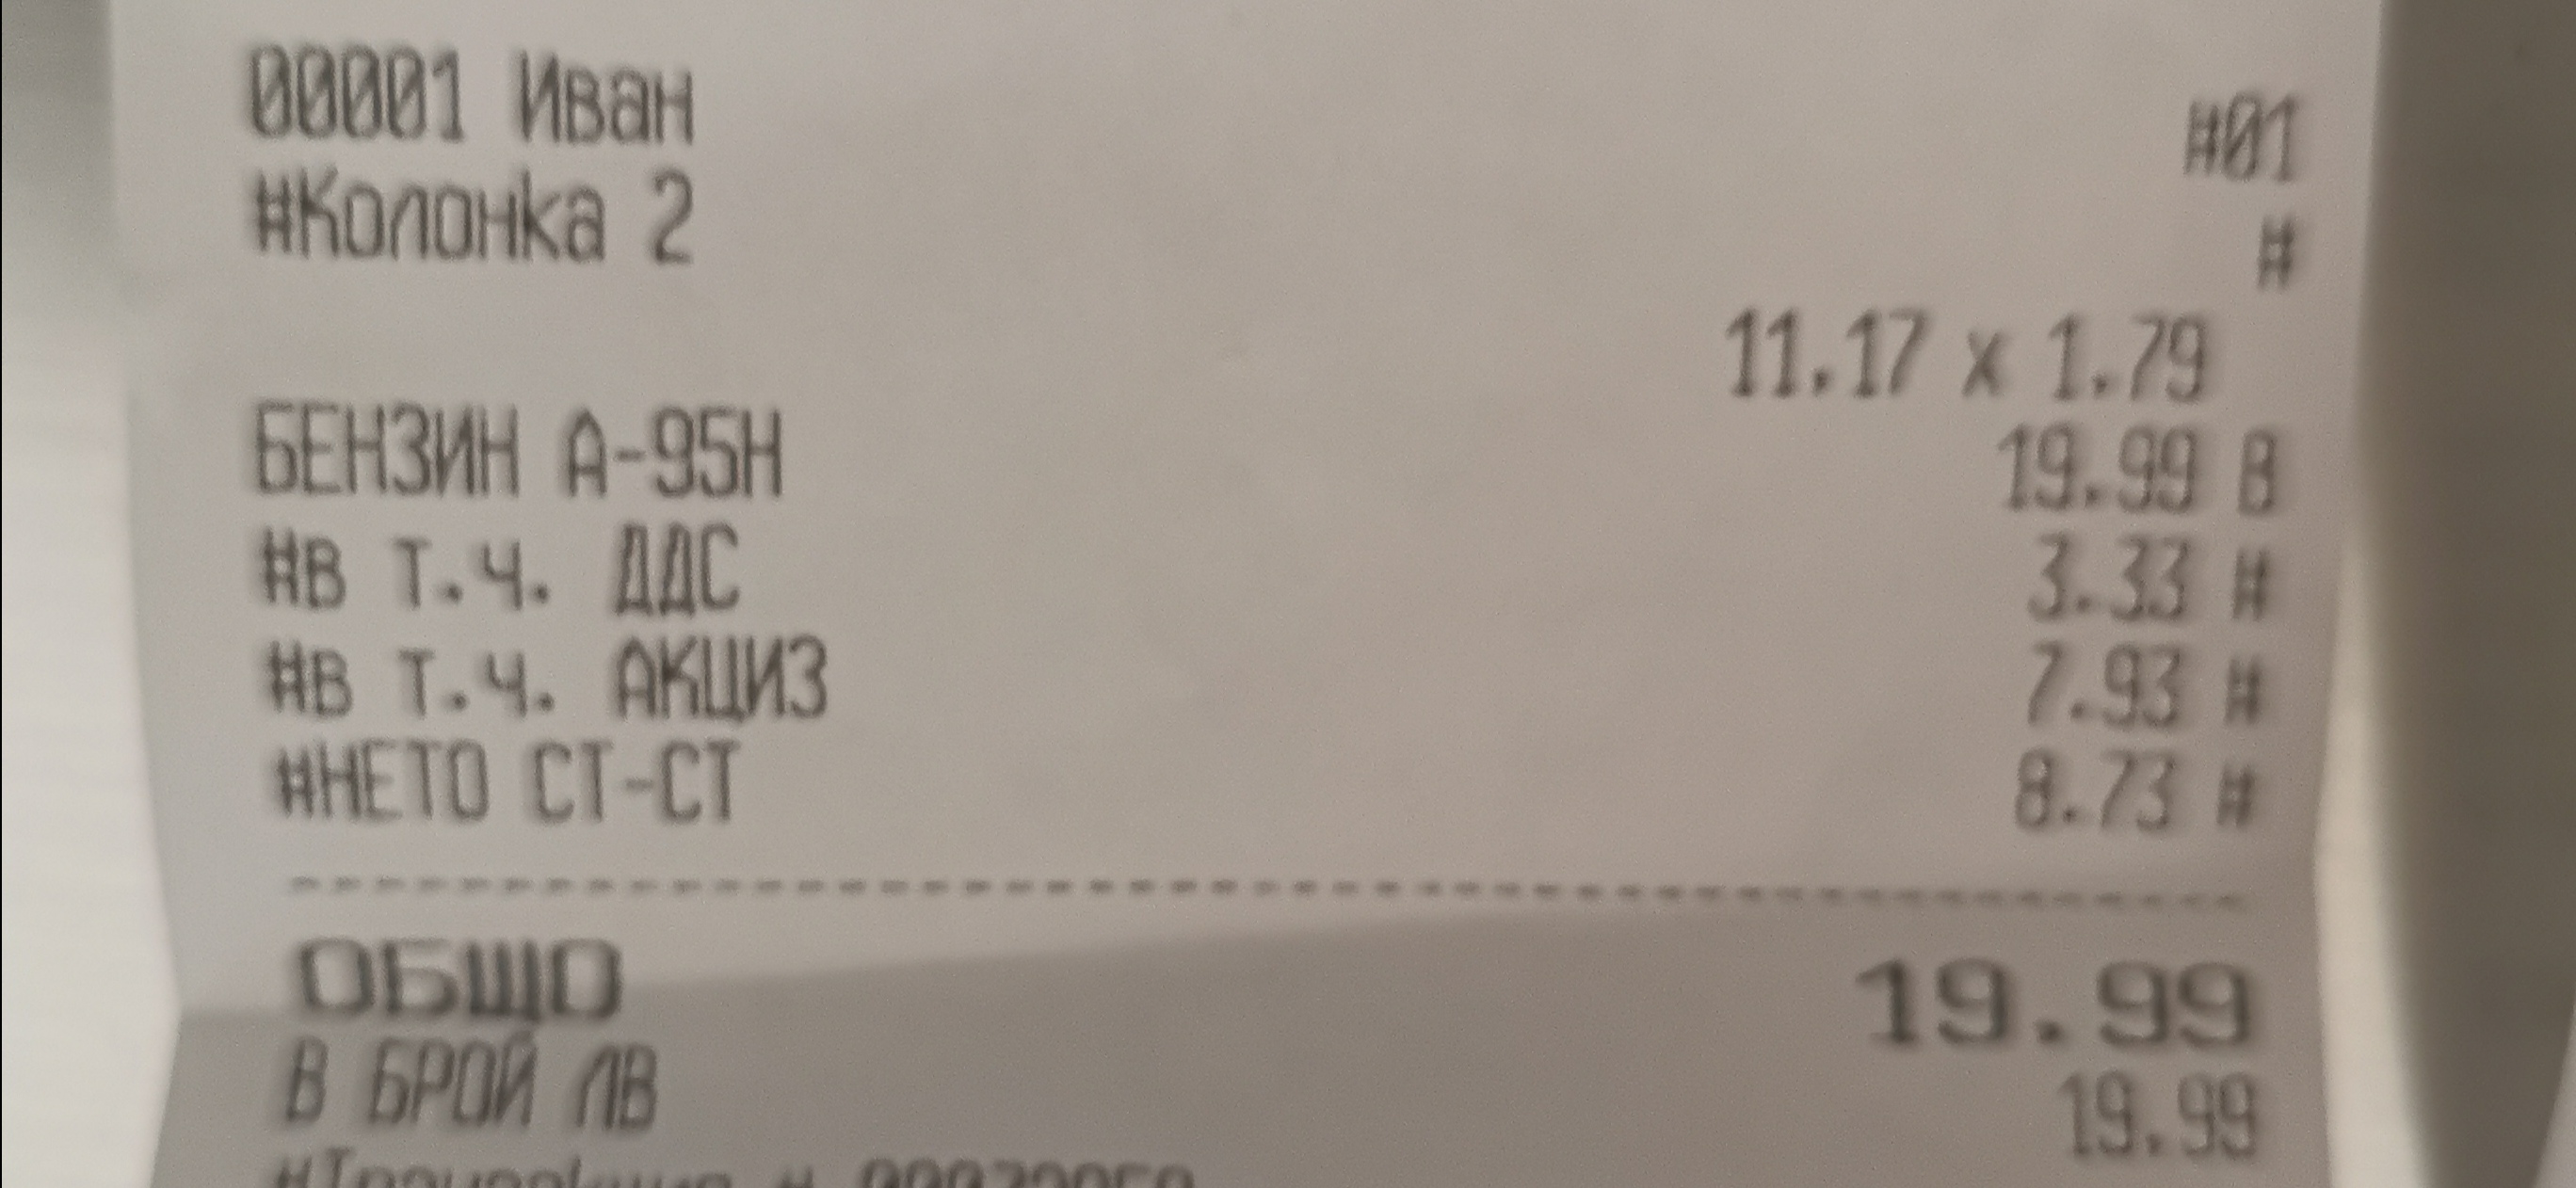 00001 Иван #01
#Колонка 2 #
11.17 x 1.79
БЕНЗИН А-95Н 19.99 В
#в т.ч. ДДС 3.33 #
#в т.ч. АКЦИЗ 7.93 #
#НЕТО СТ-СТ 8.73 #
--------------------------------
ОБЩО 19.99
В БРОЙ ЛВ 19.99